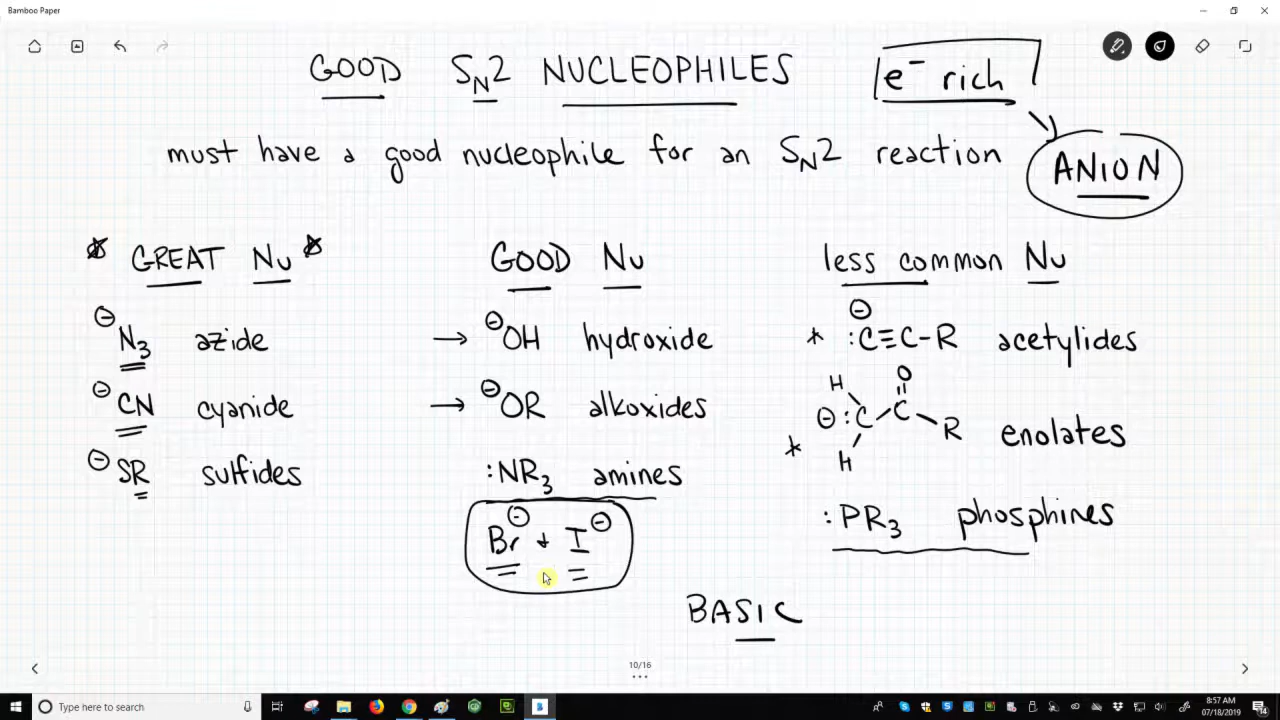 Bamboo Paper
GOOD SN2 NUCLEOPHILES
e⁻ rich
must have a good nucleophile for an SN2 reaction
ANION
* GREAT Nu *
⊖N3 azide
⊖CN cyanide
⊖SR sulfides
GOOD Nu
→ ⊖OH hydroxide
→ ⊖OR alkoxides
:NR3 amines
Br⊖ + I⊖
less common Nu
* ⊖:C≡C-R acetylides
H O
⊖:C C R enolates
* H
:PR3 phosphines
BASIC
10/16
Type here to search
8:57 AM
07/18/2019
14